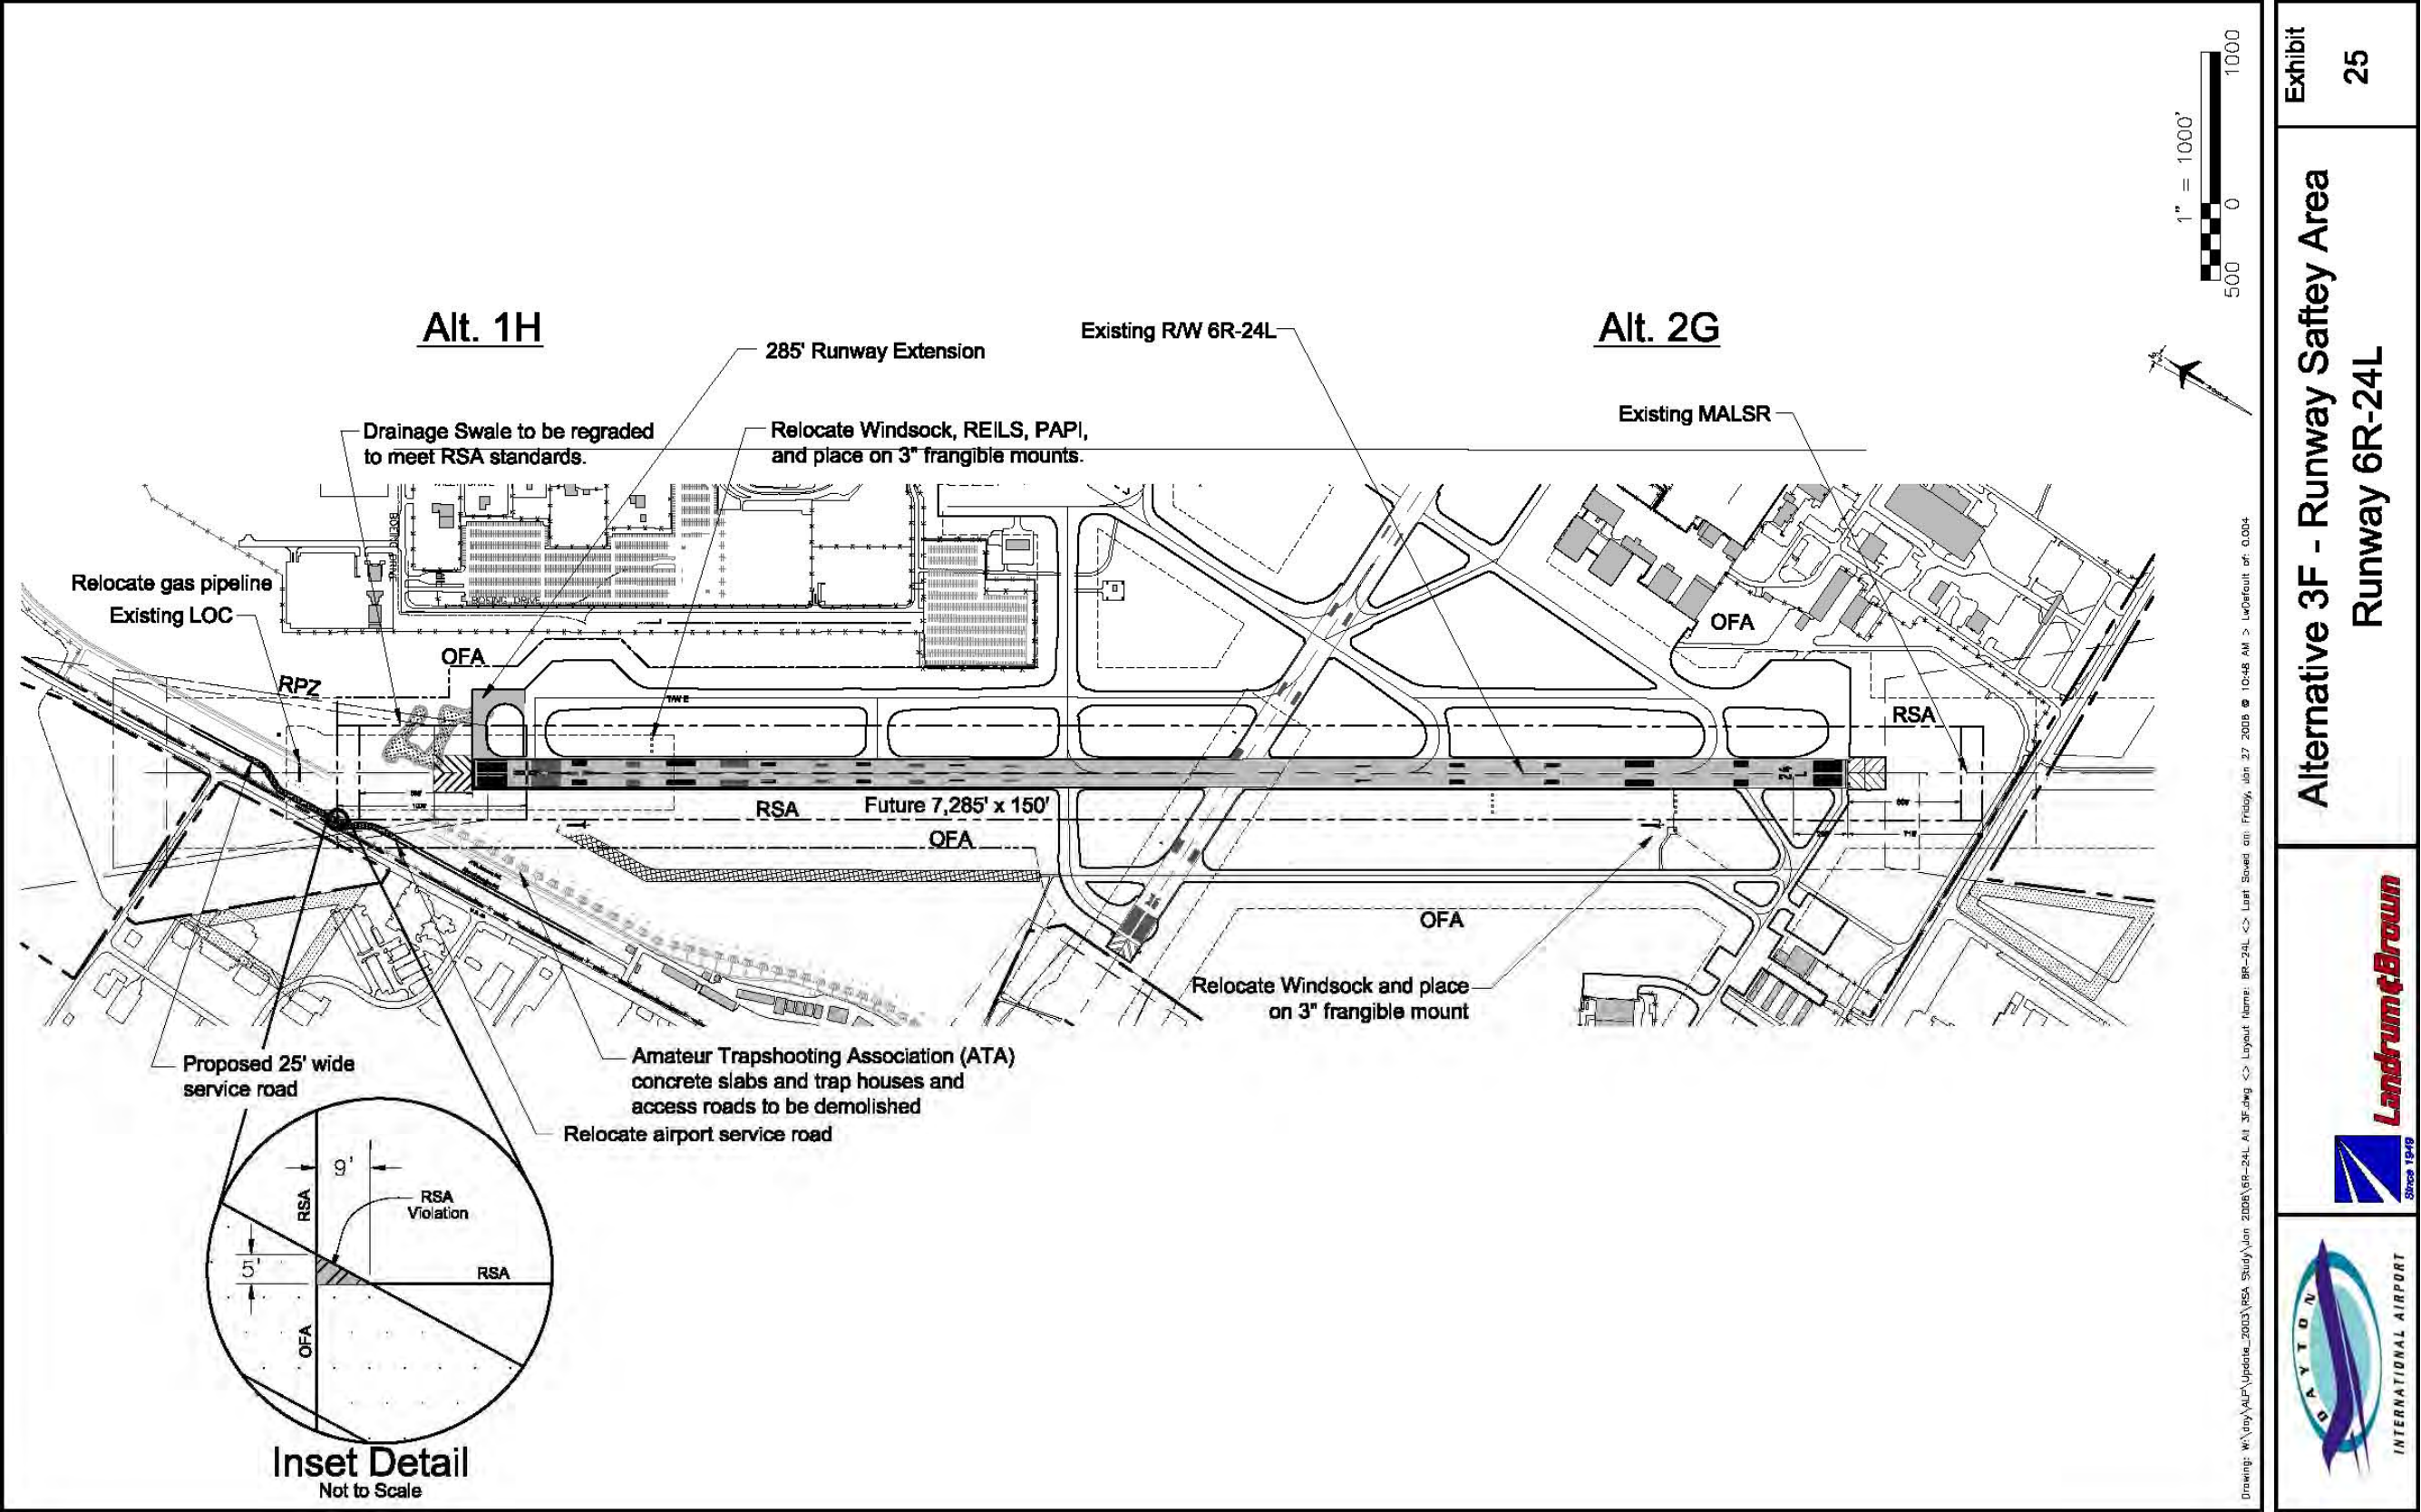 Alt. 1H
Alt. 2G
285' Runway Extension
Existing R/W 6R-24L
Existing MALSR
Drainage Swale to be regraded
to meet RSA standards.
Relocate Windsock, REILS, PAPI,
and place on 3" frangible mounts.
BOEING DRIVE
Relocate gas pipeline
Existing LOC
OFA
RPZ
OFA
RSA
RSA
Future 7,285' x 150'
OFA
OFA
24
L
Relocate Windsock and place
on 3" frangible mount
Proposed 25' wide
service road
Amateur Trapshooting Association (ATA)
concrete slabs and trap houses and
access roads to be demolished
Relocate airport service road
9'
RSA
RSA
Violation
5'
RSA
OFA
Inset Detail
Not to Scale
1" = 1000'
500 0 1000
Exhibit
25
Alternative 3F - Runway Saftey Area
Runway 6R-24L
Landrum & Brown
Since 1949
DAYTON
INTERNATIONAL AIRPORT